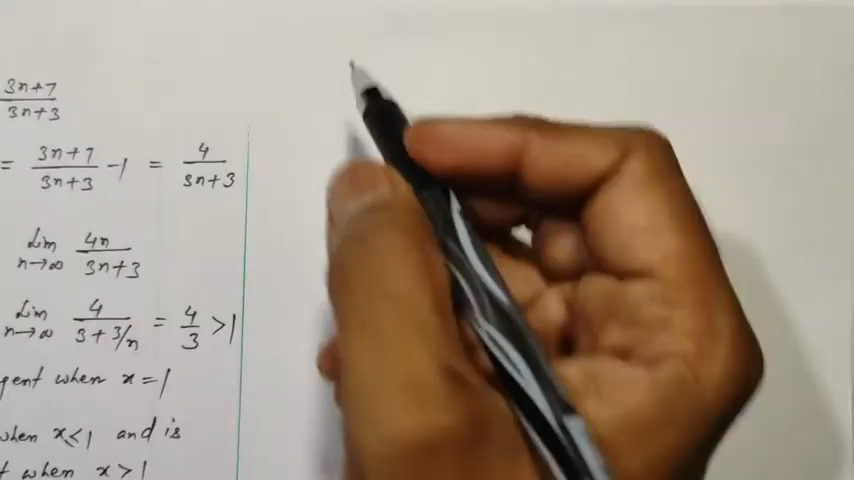 3n+7 / 3n+3
= 3n+7 / 3n+3 - 1 = 4 / 3n+3
lim n→∞ 4n / 3n+3
lim n→∞ 4 / 3+3/n = 4/3 > 1
gent when x=1
when x≤1 and is
t when x>1